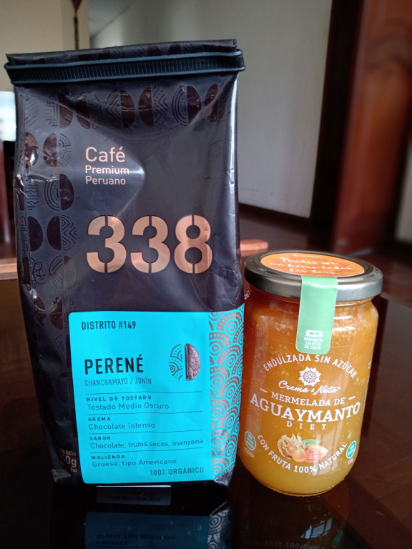 Café
Premium
Peruano
338
DISTRITO #149
PERENÉ
CHANCHAMAYO / JUNÍN
NIVEL DE TOSTADO
Tostado Medio Oscuro
AROMA
Chocolate intenso
SABOR
Chocolate, frutos secos, manzana
MOLIENDA
Gruesa, tipo Americano
100% ORGÁNICO
ENDULZADA SIN AZÚCAR
Crema & Nata
MERMELADA DE
AGUAYMANTO
DIET
CON FRUTA 100% NATURAL